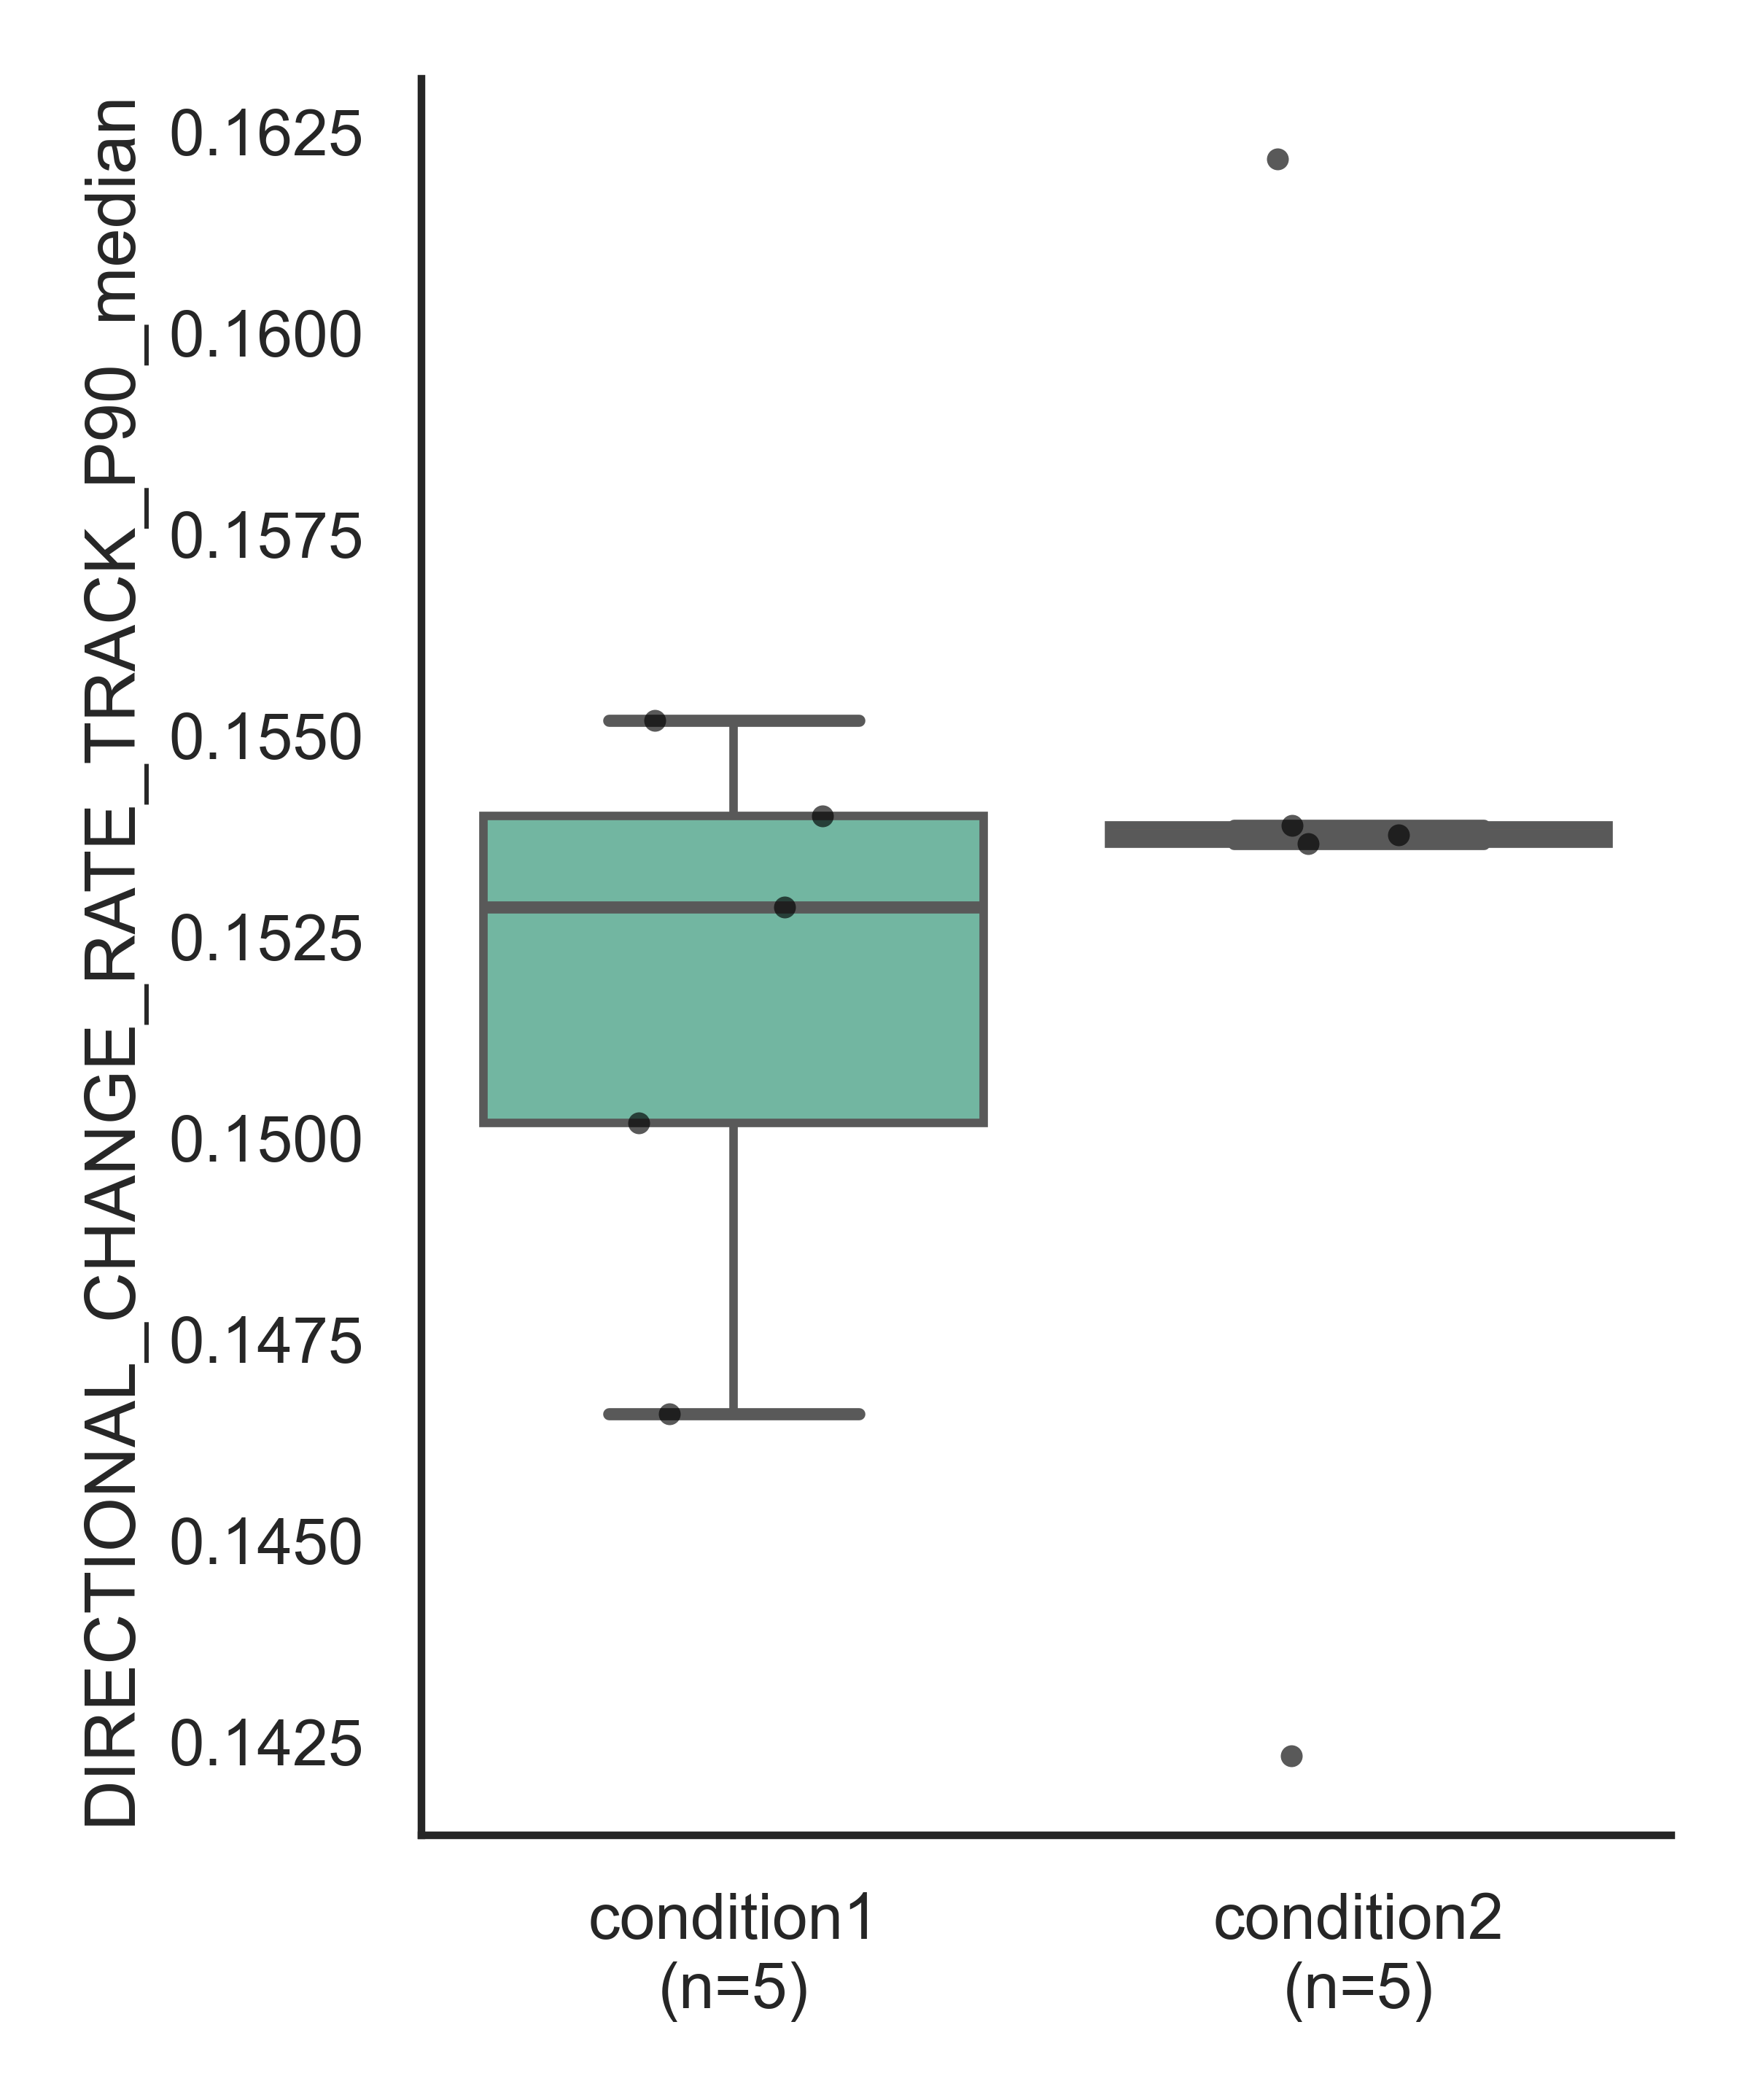 DIRECTIONAL_CHANGE_RATE_TRACK_P90_median
0.1625
0.1600
0.1575
0.1550
0.1525
0.1500
0.1475
0.1450
0.1425
condition1
(n=5)
condition2
(n=5)